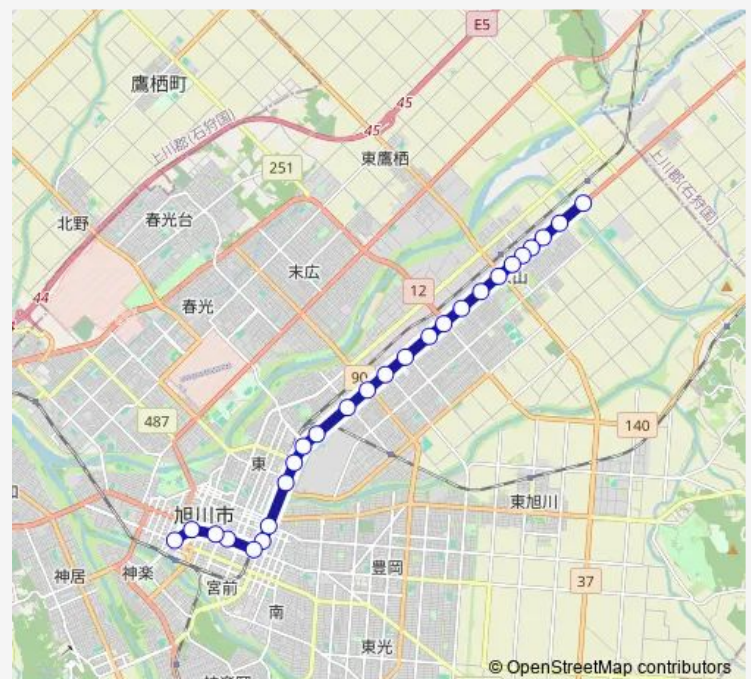 E5
鷹栖町
45
上川郡(石狩国)
45
東鷹栖
251
上川郡(石狩国)
北野
春光台
末広
12
44
春光
山
90
487
140
東
旭川市
東旭川
神居
神楽
宮前
豊岡
37
南
東光
© OpenStreetMap contributors